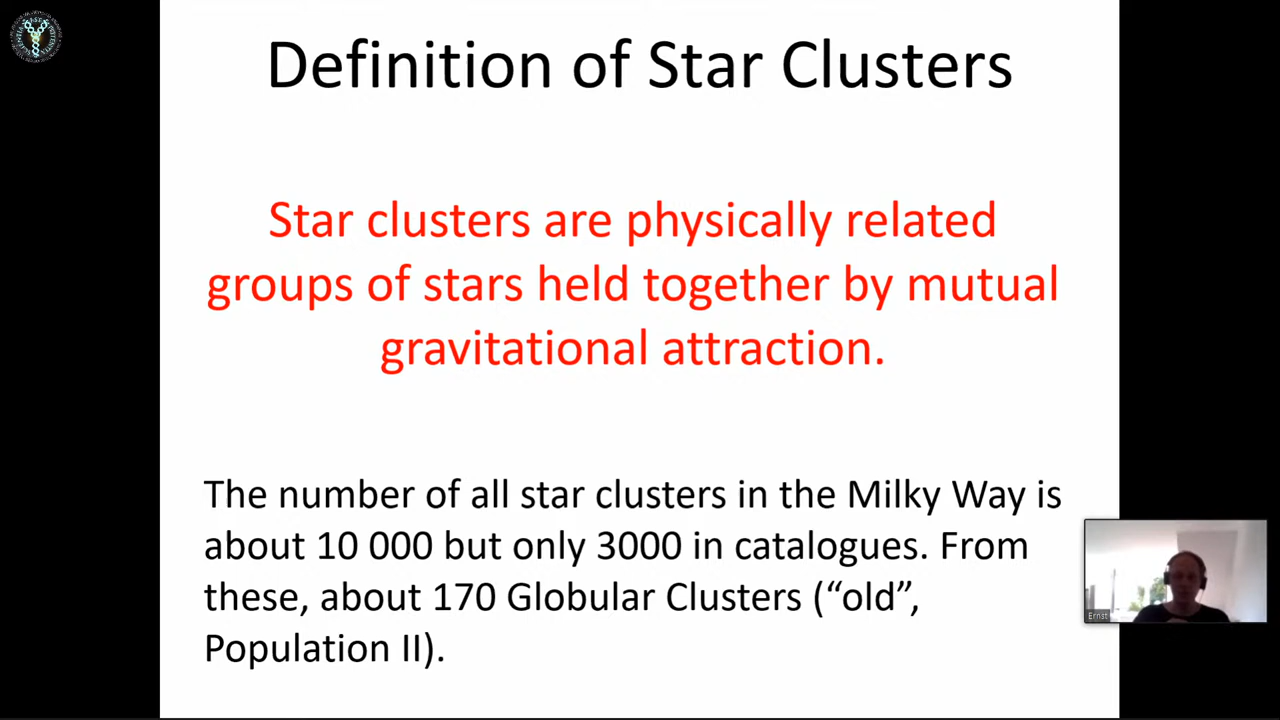 Definition of Star Clusters
Star clusters are physically related
groups of stars held together by mutual
gravitational attraction.
The number of all star clusters in the Milky Way is
about 10 000 but only 3000 in catalogues. From
these, about 170 Globular Clusters (“old”,
Population II).
Ernst